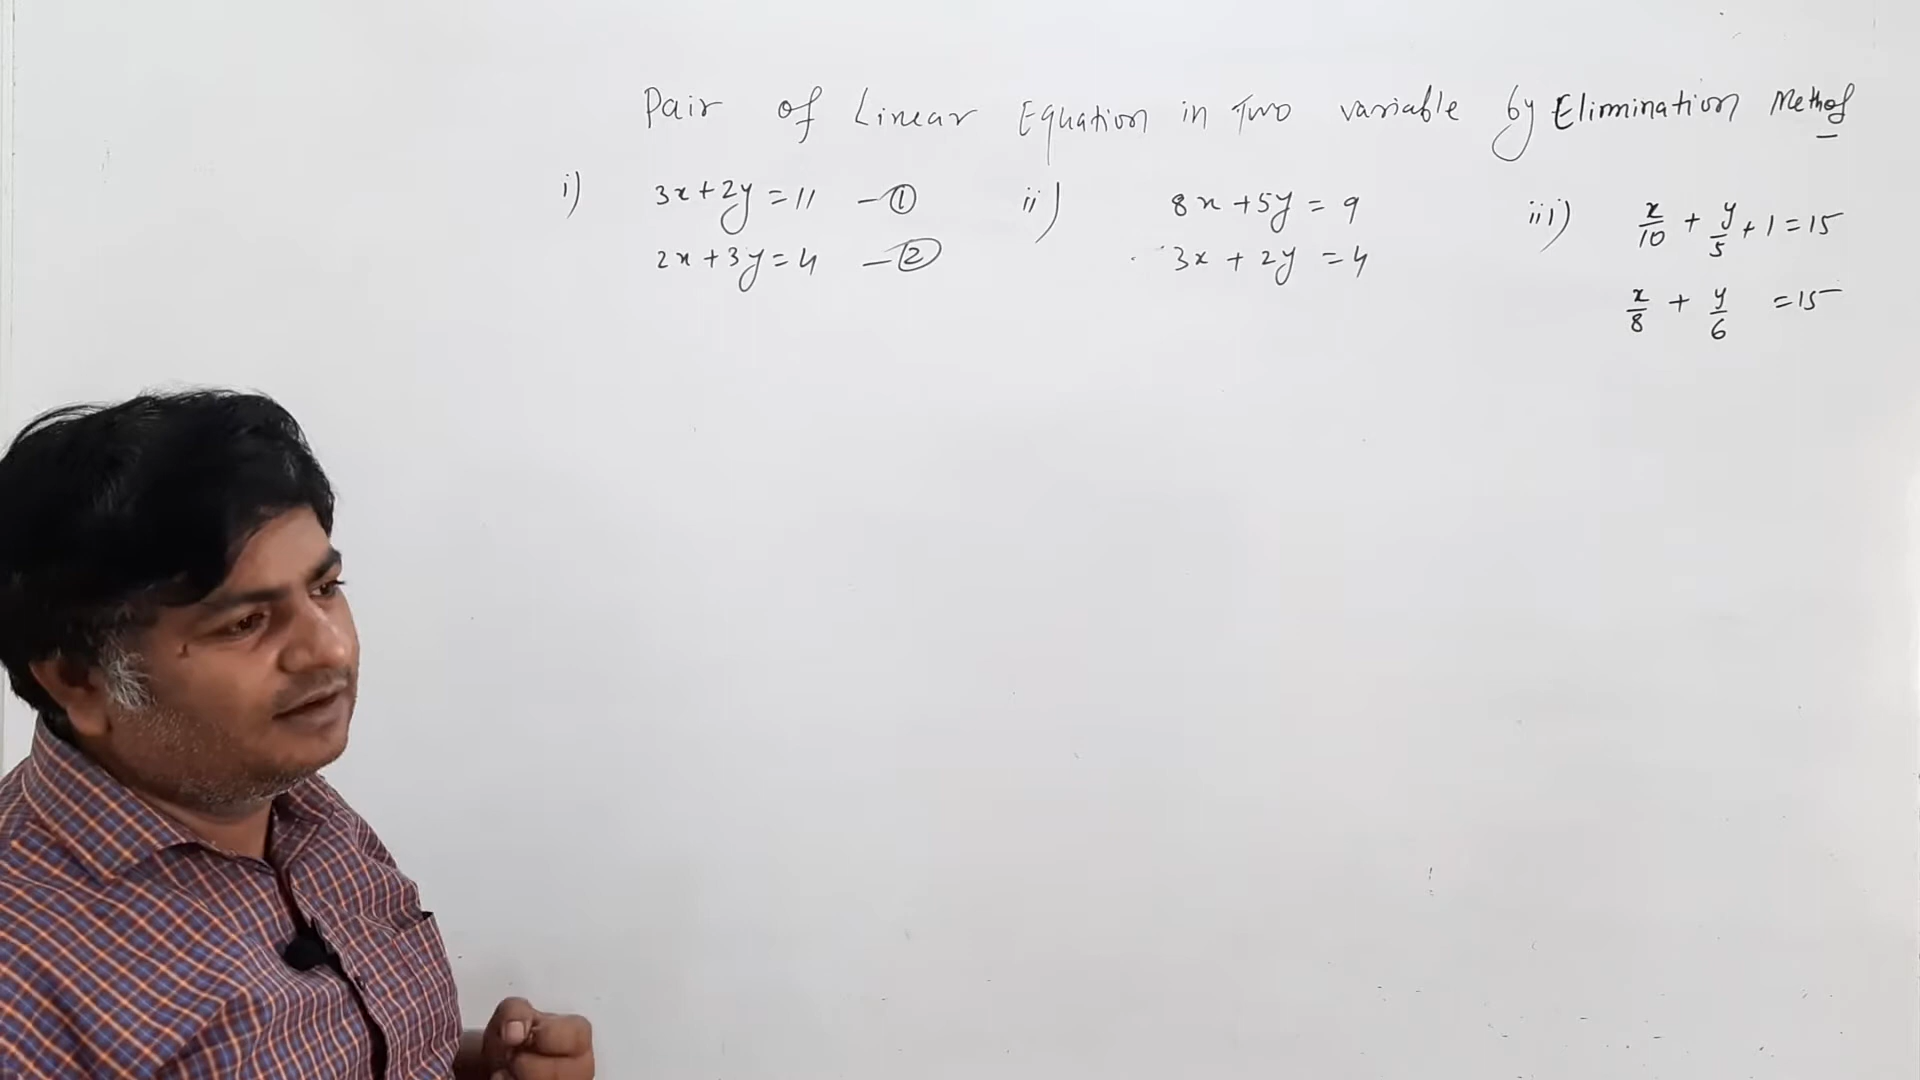 Pair of Linear Equation in Two variable by Elimination Method
i) 3x+2y=11 —①
2x+3y=4 —②
ii) 8x+5y=9
3x+2y=4
iii) x/10 + y/5 + 1 = 15
x/8 + y/6 = 15